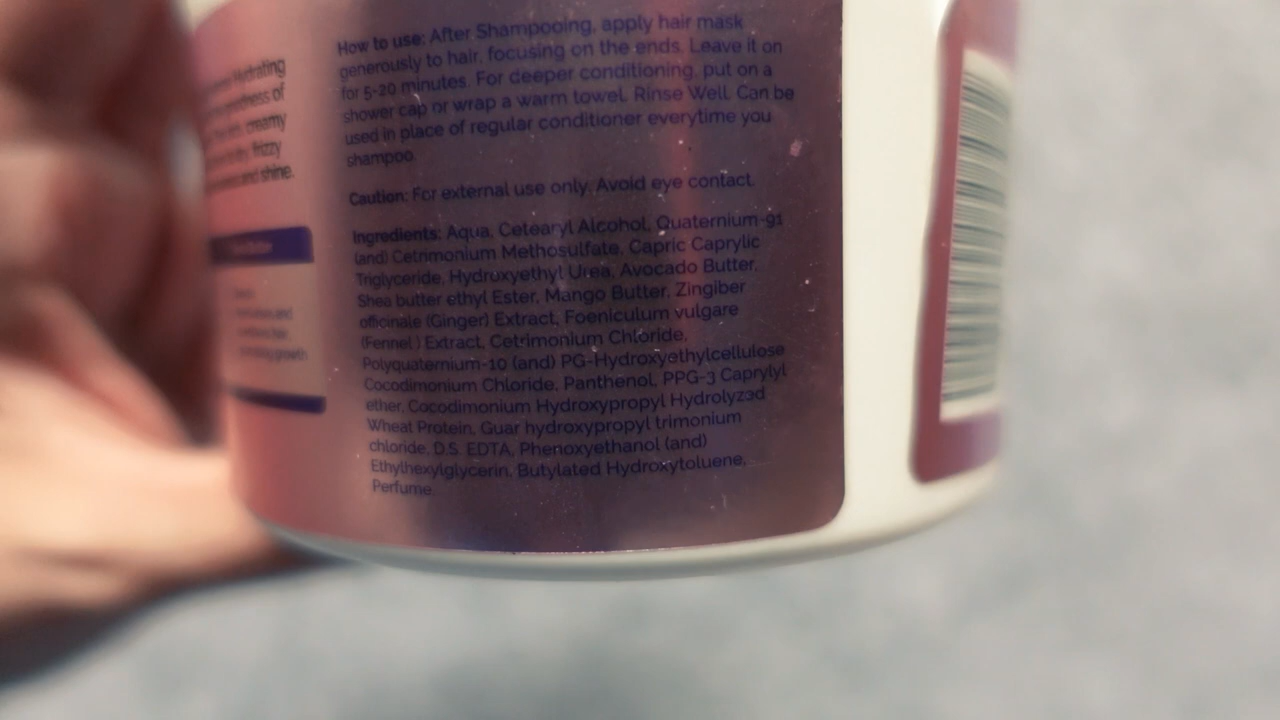 Hydrating
of
creamy
frizzy
and shine.
How to use: After Shampooing, apply hair mask
generously to hair, focusing on the ends. Leave it on
for 5-20 minutes. For deeper conditioning, put on a
shower cap or wrap a warm towel. Rinse Well. Can be
used in place of regular conditioner everytime you
shampoo.
Caution: For external use only. Avoid eye contact.
Ingredients: Aqua, Cetearyl Alcohol, Quaternium-91
(and) Cetrimonium Methosulfate, Capric Caprylic
Triglyceride, Hydroxyethyl Urea, Avocado Butter,
Shea butter ethyl Ester, Mango Butter, Zingiber
officinale (Ginger) Extract, Foeniculum vulgare
(Fennel ) Extract, Cetrimonium Chloride,
Polyquaternium-10 (and) PG-Hydroxyethylcellulose
Cocodimonium Chloride, Panthenol, PPG-3 Caprylyl
ether, Cocodimonium Hydroxypropyl Hydrolyzed
Wheat Protein, Guar hydroxypropyl trimonium
chloride, D.S. EDTA, Phenoxyethanol (and)
Ethylhexylglycerin, Butylated Hydroxytoluene,
Perfume.